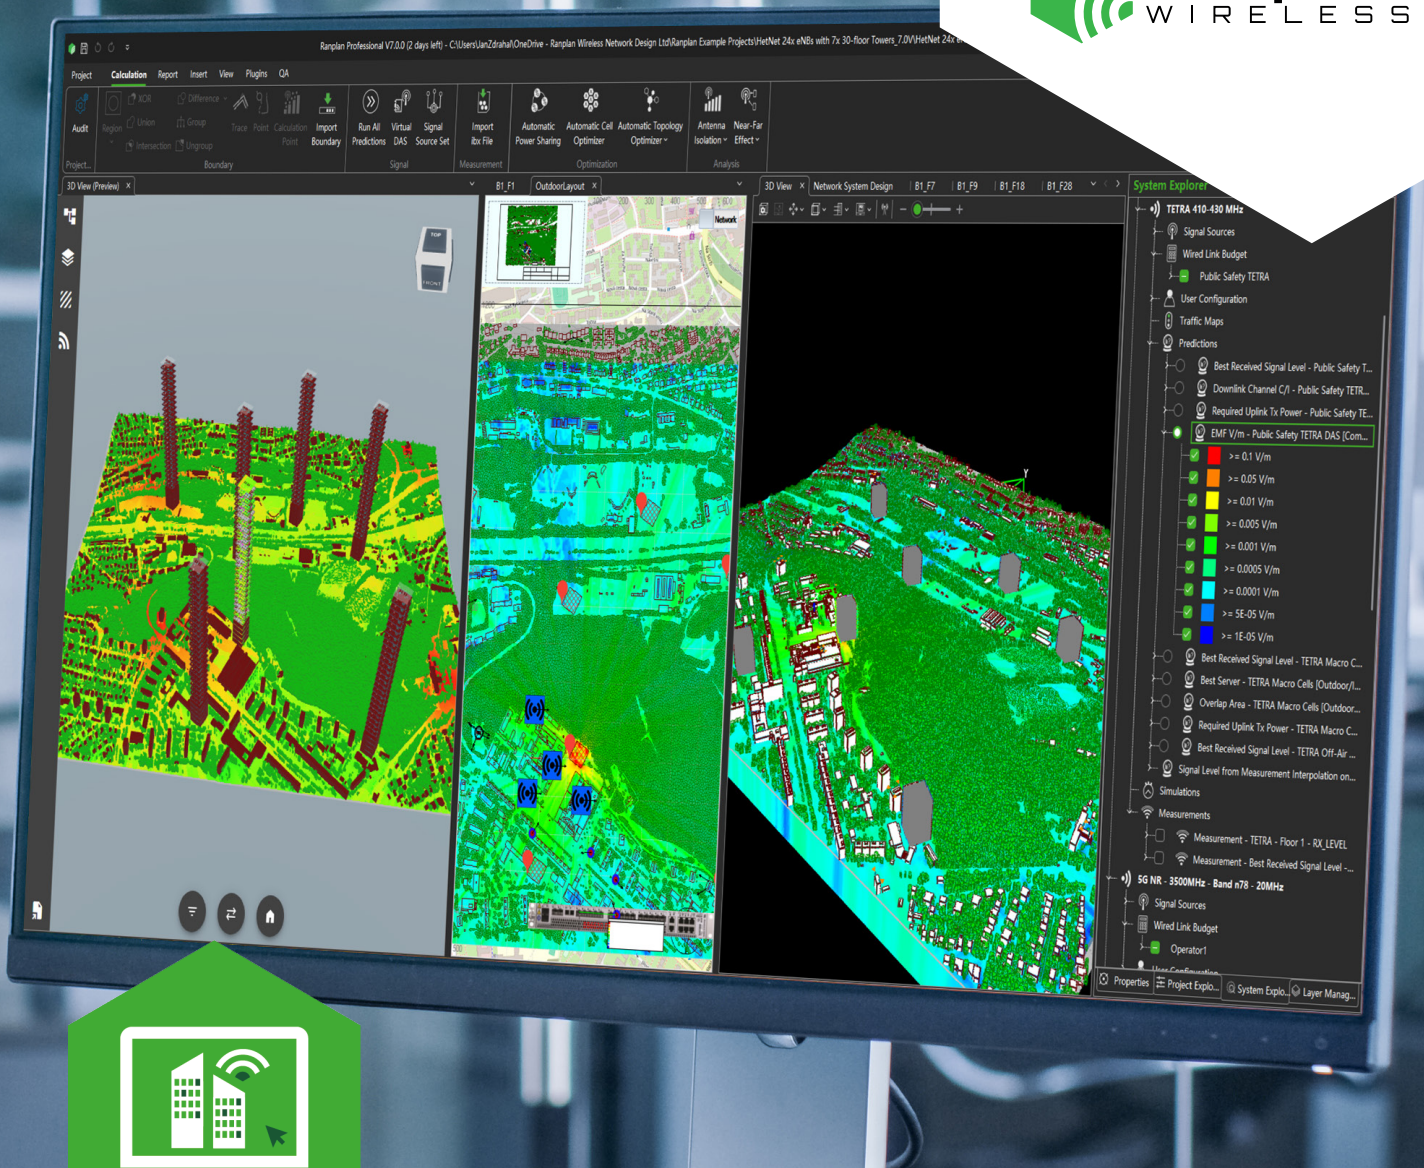 WIRELESS
Ranplan Professional V7.0.0 (2 days left) - C:\Users\JanZdrahal\OneDrive - Ranplan Wireless Network Design Ltd\Ranplan Example Projects\HetNet 24x eNBs with 7x 30-floor Towers_7.0V\HetNet 24x
Project Calculation Report Insert View Plugins QA
Audit
Region
XOR
Union
Intersection
Difference
Group
Ungroup
Trace Point Calculation Point
Import Boundary
Run All Predictions
Virtual DAS
Signal Source Set
Import ibx File
Automatic Power Sharing
Automatic Cell Optimizer
Automatic Topology Optimizer
Antenna Isolation
Near-Far Effect
Project... Boundary Signal Measurement Optimization Analysis
3D View (Preview) x
B1_F1 OutdoorLayout x
3D View x Network System Design B1_F7 B1_F9 B1_F18 B1_F28
System Explorer
TOP
FRONT
Network
Y
TETRA 410-430 MHz
Signal Sources
Wired Link Budget
Public Safety TETRA
User Configuration
Traffic Maps
Predictions
Best Received Signal Level - Public Safety T...
Downlink Channel C/I - Public Safety TETR...
Required Uplink Tx Power - Public Safety TE...
EMF V/m - Public Safety TETRA DAS [Com...
>= 0.1 V/m
>= 0.05 V/m
>= 0.01 V/m
>= 0.005 V/m
>= 0.001 V/m
>= 0.0005 V/m
>= 0.0001 V/m
>= 5E-05 V/m
>= 1E-05 V/m
Best Received Signal Level - TETRA Macro C...
Best Server - TETRA Macro Cells [Outdoor/I...
Overlap Area - TETRA Macro Cells [Outdoor...
Required Uplink Tx Power - TETRA Macro C...
Best Received Signal Level - TETRA Off-Air ...
Signal Level from Measurement Interpolation on...
Simulations
Measurements
Measurement - TETRA - Floor 1 - RX_LEVEL
Measurement - Best Received Signal Level -...
5G NR - 3500MHz - Band n78 - 20MHz
Signal Sources
Wired Link Budget
Operator1
User Configuration
Properties Project Explo... System Explo... Layer Manag...